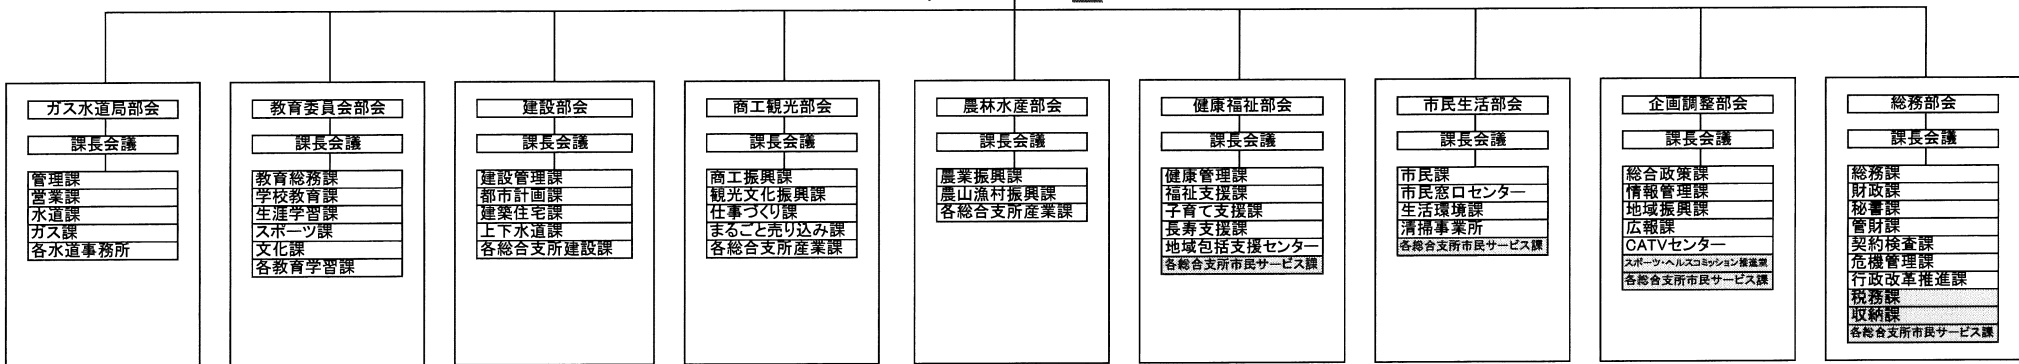 ガス水道局部会
課長会議
管理課
営業課
水道課
ガス課
各水道事務所
教育委員会部会
課長会議
教育総務課
学校教育課
生涯学習課
スポーツ課
文化課
各教育学習課
建設部会
課長会議
建設管理課
都市計画課
建築住宅課
上下水道課
各総合支所建設課
商工観光部会
課長会議
商工振興課
観光文化振興課
仕事づくり課
まるごと売り込み課
各総合支所産業課
農林水産部会
課長会議
農業振興課
農山漁村振興課
各総合支所産業課
健康福祉部会
課長会議
健康管理課
福祉支援課
子育て支援課
長寿支援課
地域包括支援センター
各総合支所市民サービス課
市民生活部会
課長会議
市民課
市民窓口センター
生活環境課
清掃事業所
各総合支所市民サービス課
企画調整部会
課長会議
総合政策課
情報管理課
地域振興課
広報課
CATVセンター
スポーツ・ヘルスコミッション推進室
各総合支所市民サービス課
総務部会
課長会議
総務課
財政課
秘書課
管財課
契約検査課
危機管理課
行政改革推進課
税務課
収納課
各総合支所市民サービス課